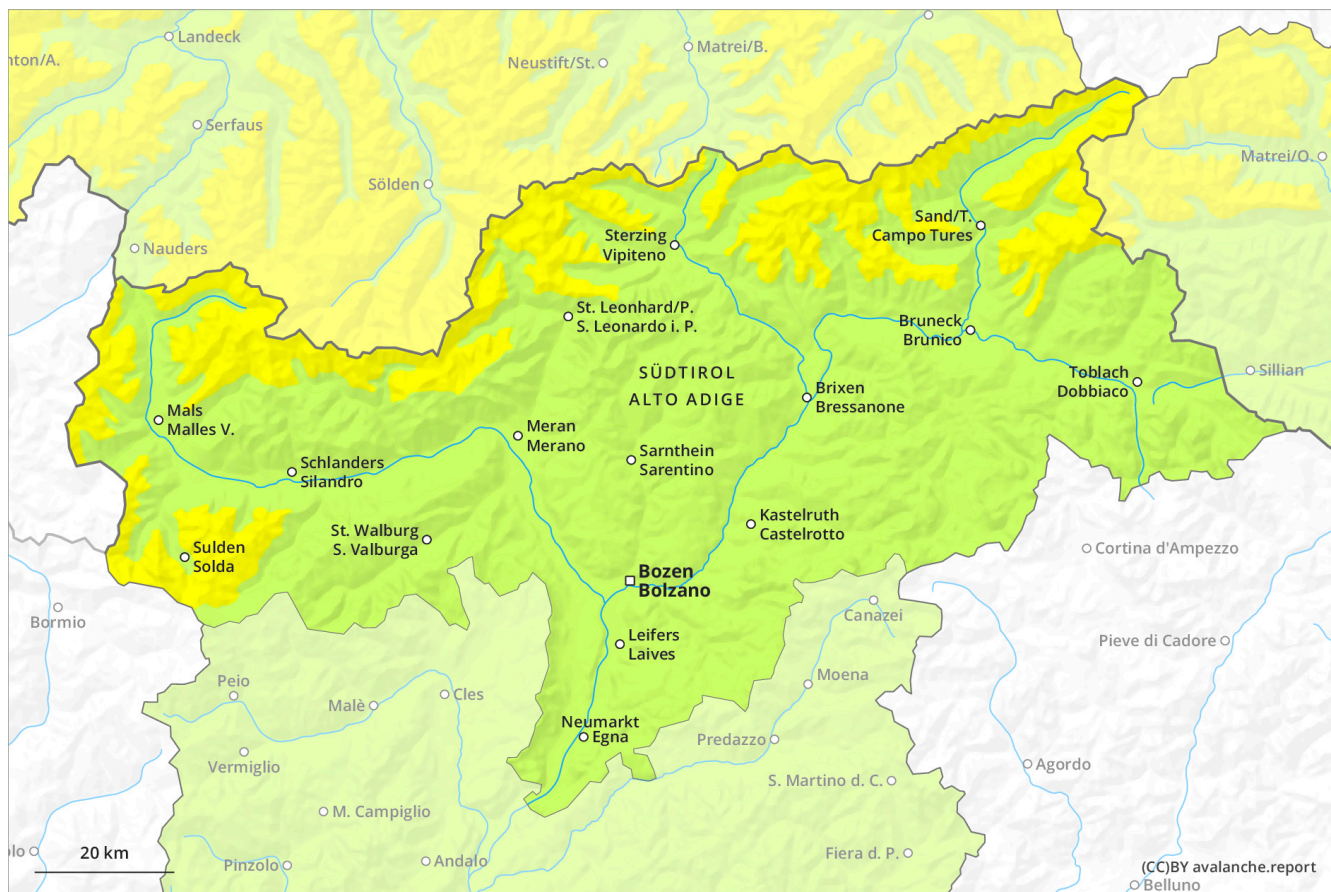 Landeck
Matrei/B.
nton/A.
Neustift/St.
Serfaus
Matrei/O.
Sölden
Sand/T.
Campo Tures
Sterzing
Vipiteno
Nauders
St. Leonhard/P.
S. Leonardo i. P.
Bruneck
Brunico
SÜDTIROL
ALTO ADIGE
Toblach
Dobbiaco
Sillian
Brixen
Bressanone
Mals
Malles V.
Meran
Merano
Sarnthein
Sarentino
Schlanders
Silandro
Kastelruth
Castelrotto
St. Walburg
S. Valburga
Sulden
Solda
Cortina d'Ampezzo
Bozen
Bolzano
Bormio
Canazei
Leifers
Laives
Pieve di Cadore
Peio
Malè
Cles
Moena
Neumarkt
Egna
Predazzo
Vermiglio
Agordo
S. Martino d. C.
M. Campiglio
lo
20 km
Pinzolo
Andalo
Fiera d. P.
(CC)BY avalanche.report
Belluno